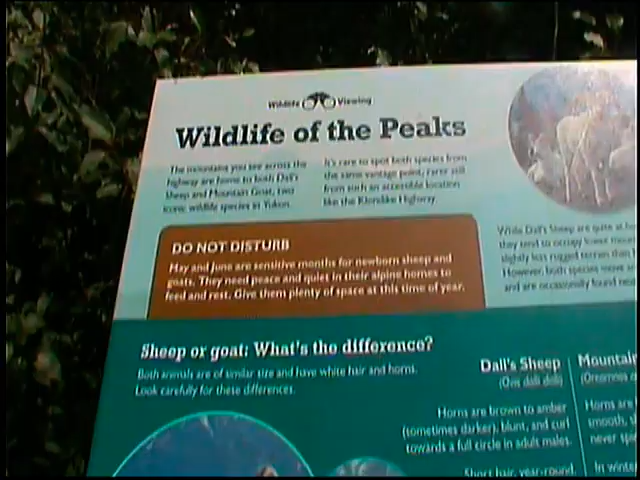 Wildlife Viewing
Wildlife of the Peaks
The mountains you see across the
highway are home to both Dall's
Sheep and Mountain Goat, two
iconic wildlife species in Yukon.
It's rare to spot both species from
the same vantage point, rarer still
from such an accessible location
like the Klondike Highway.
While Dall's Sheep are quite at
they tend to occupy lower
slightly less rugged terrain than
However, both species move
and are occasionally found
DO NOT DISTURB
May and June are sensitive months for newborn sheep and
goats. They need peace and quiet in their alpine homes to
feed and rest. Give them plenty of space at this time of year.
Sheep or goat: What's the difference?
Both animals are of similar size and have white hair and horns.
Look carefully for these differences.
Dall's Sheep
(Ovis dalli dalli)
Horns are brown to amber
(sometimes darker), blunt, and curl
towards a full circle in adult males.
Short hair, year-round.
Mountain
(Oreamnos
Horns are
smooth,
never
In winter